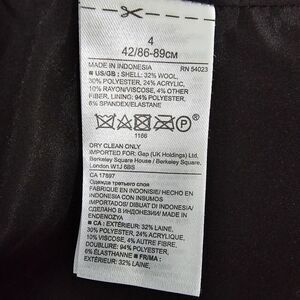 4
42/86-89см
MADE IN INDONESIA RN 54023
■ US/GB: SHELL: 32% WOOL,
30% POLYESTER, 24% ACRYLIC,
10% RAYON/VISCOSE, 4% OTHER
FIBER, LINING: 94% POLYESTER,
6% SPANDEX/ELASTANE
P
1166
DRY CLEAN ONLY
IMPORTED FOR: Gap (UK Holdings) Ltd.
Berkeley Square House / Berkeley Square,
London W1J 6BS
CA 17897
Одежда третьего слоя
FABRIQUÉ EN INDONÉSIE/ HECHO EN
INDONESIA CON INSUMOS
IMPORTADOS/ DIBUAT DI INDONESIA/
СДЕЛАНО В ИНДОНЕЗИИ/ MADE IN
ENDENOZYA
■ CA : EXTÉRIEUR: 32% LAINE,
30% POLYESTER, 24% ACRYLIQUE,
10% VISCOSE, 4% AUTRE FIBRE,
DOUBLURE: 94% POLYESTER,
6% ÉLASTHANNE ■ FR/MA :
EXTÉRIEUR: 32% LAINE,